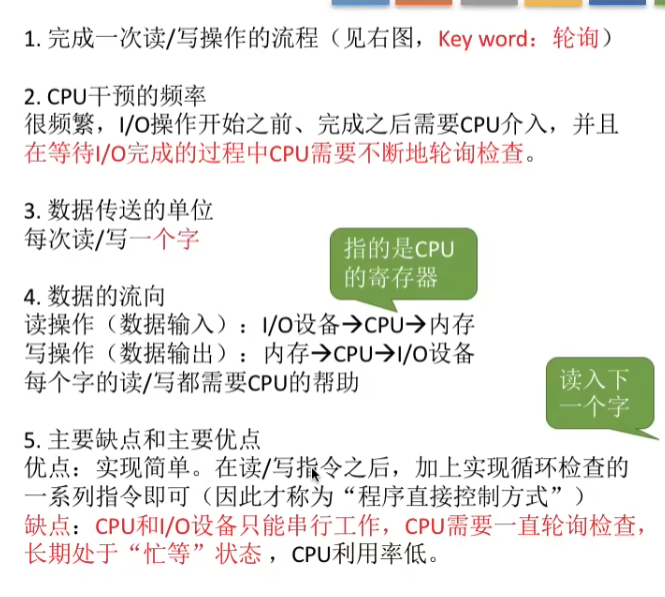 1. 完成一次读/写操作的流程（见右图，Key word：轮询）
2. CPU干预的频率
很频繁，I/O操作开始之前、完成之后需要CPU介入，并且
在等待I/O完成的过程中CPU需要不断地轮询检查。
3. 数据传送的单位
每次读/写一个字
指的是CPU
的寄存器
4. 数据的流向
读操作（数据输入）：I/O设备→CPU→内存
写操作（数据输出）：内存→CPU→I/O设备
每个字的读/写都需要CPU的帮助
读入下
一个字
5. 主要缺点和主要优点
优点：实现简单。在读/写指令之后，加上实现循环检查的
一系列指令即可（因此才称为“程序直接控制方式”）
缺点：CPU和I/O设备只能串行工作，CPU需要一直轮询检查，
长期处于“忙等”状态 ，CPU利用率低。